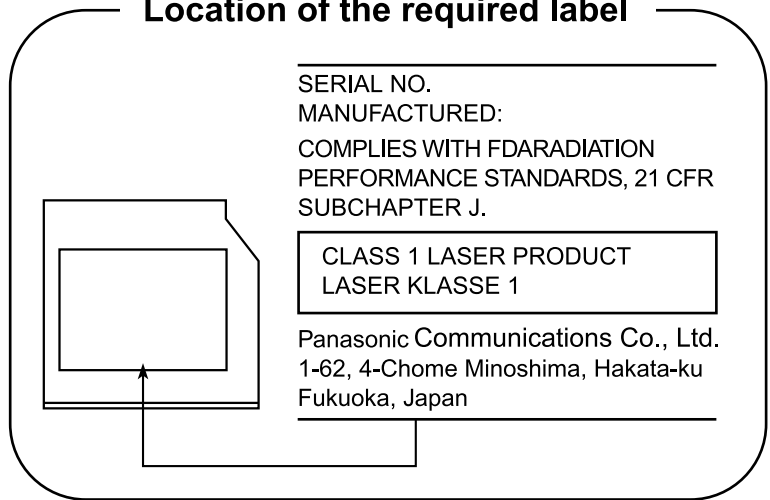 Location of the required label
SERIAL NO.
MANUFACTURED:
COMPLIES WITH FDARADIATION
PERFORMANCE STANDARDS, 21 CFR
SUBCHAPTER J.
CLASS 1 LASER PRODUCT
LASER KLASSE 1
Panasonic Communications Co., Ltd.
1-62, 4-Chome Minoshima, Hakata-ku
Fukuoka, Japan